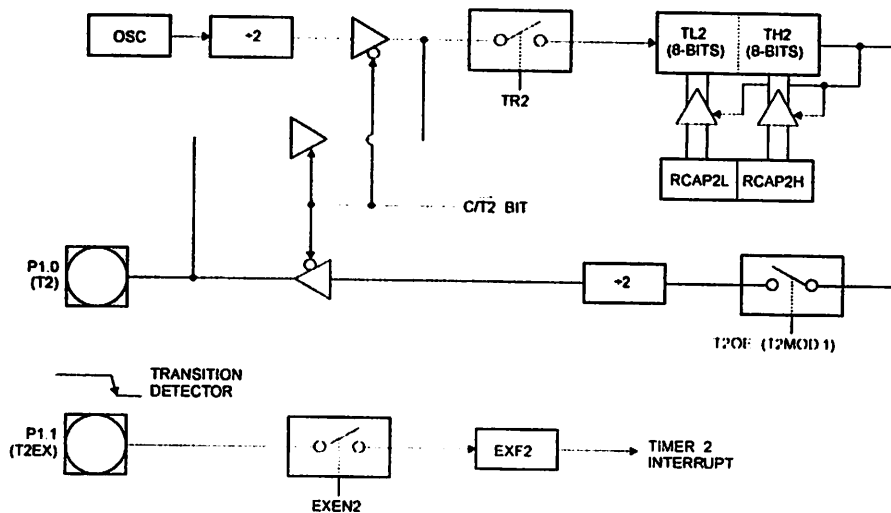 OSC
÷2
TL2
(8-BITS)
TH2
(8-BITS)
TR2
RCAP2L
RCAP2H
C/T2 BIT
P1.0
(T2)
÷2
T2OE (T2MOD.1)
TRANSITION
DETECTOR
P1.1
(T2EX)
EXF2
TIMER 2
INTERRUPT
EXEN2